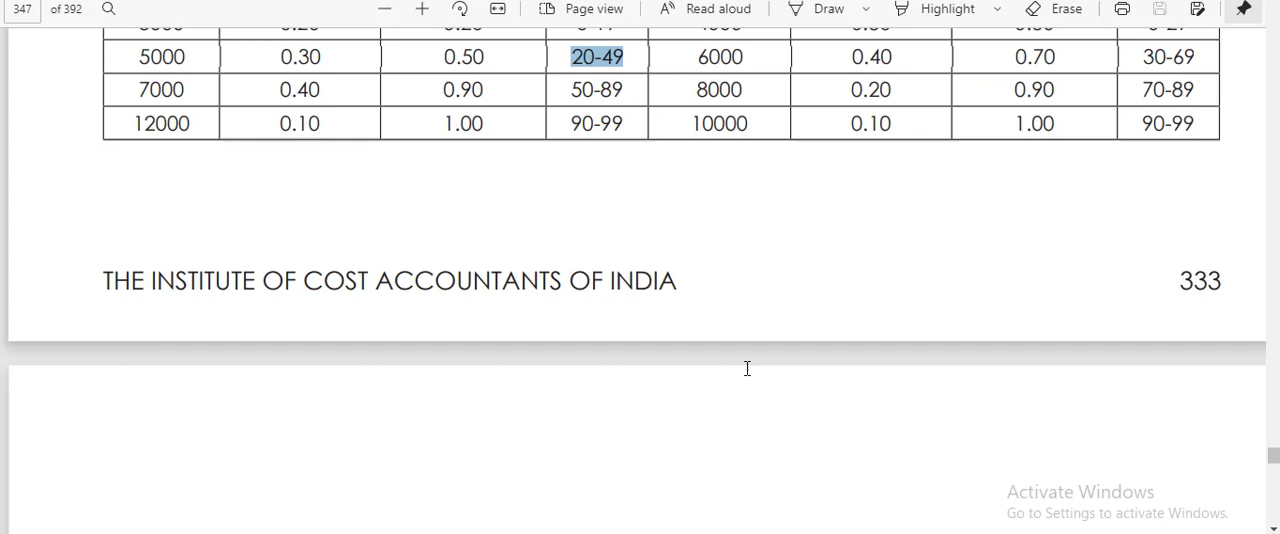 347 of 392 Page view Read aloud Draw Highlight Erase
5000 0.30 0.50 20-49 6000 0.40 0.70 30-69
7000 0.40 0.90 50-89 8000 0.20 0.90 70-89
12000 0.10 1.00 90-99 10000 0.10 1.00 90-99
THE INSTITUTE OF COST ACCOUNTANTS OF INDIA 333
Activate Windows
Go to Settings to activate Windows.